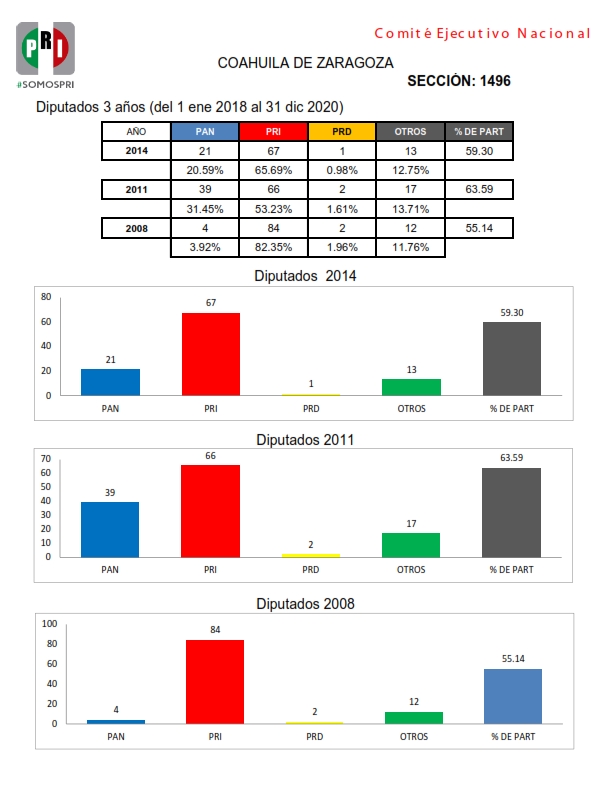 Comité Ejecutivo Nacional
PRI
#SOMOSPRI
COAHUILA DE ZARAGOZA
SECCIÓN: 1496
Diputados 3 años (del 1 ene 2018 al 31 dic 2020)
AÑO PAN PRI PRD OTROS % DE PART
2014 21 67 1 13 59.30
20.59% 65.69% 0.98% 12.75%
2011 39 66 2 17 63.59
31.45% 53.23% 1.61% 13.71%
2008 4 84 2 12 55.14
3.92% 82.35% 1.96% 11.76%
Diputados 2014
80
60
40
20
0
21
67
1
13
59.30
PAN PRI PRD OTROS % DE PART
Diputados 2011
70
60
50
40
30
20
10
0
39
66
2
17
63.59
PAN PRI PRD OTROS % DE PART
Diputados 2008
100
80
60
40
20
0
4
84
2
12
55.14
PAN PRI PRD OTROS % DE PART